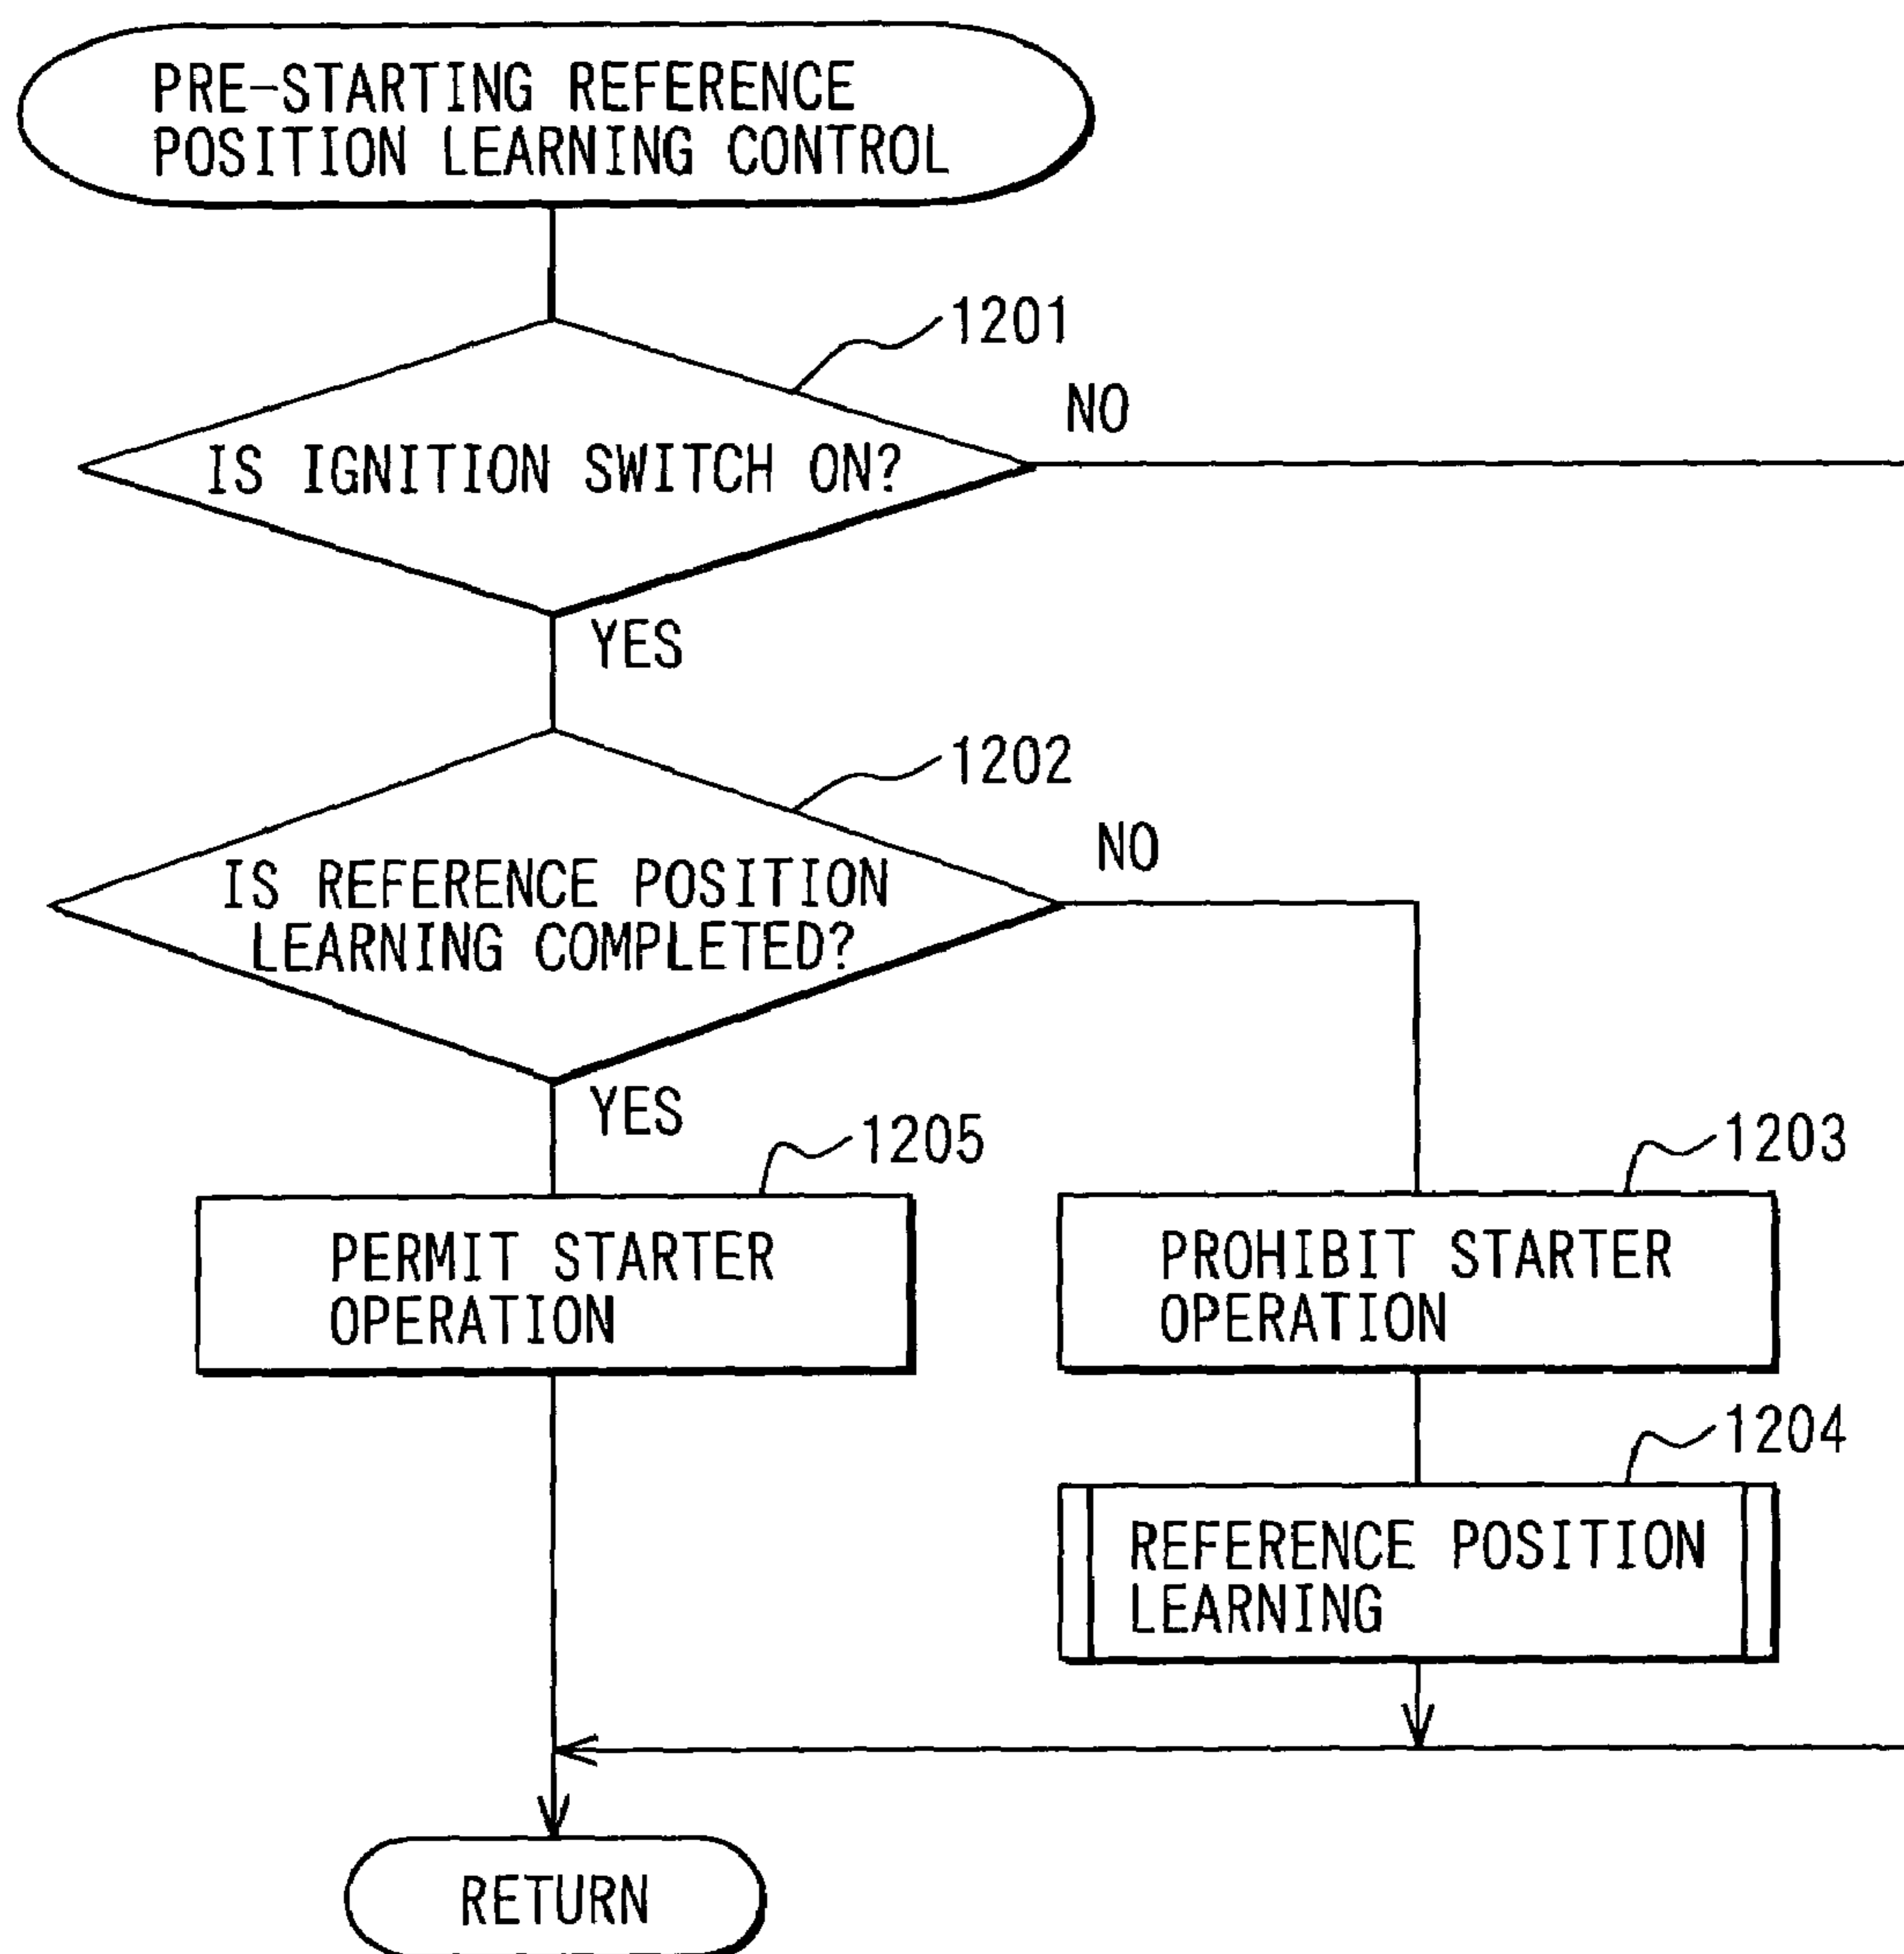 PRE-STARTING REFERENCE
POSITION LEARNING CONTROL
1201
NO
IS IGNITION SWITCH ON?
YES
1202
NO
IS REFERENCE POSITION
LEARNING COMPLETED?
YES
1205
1203
PERMIT STARTER
OPERATION
PROHIBIT STARTER
OPERATION
1204
REFERENCE POSITION
LEARNING
RETURN